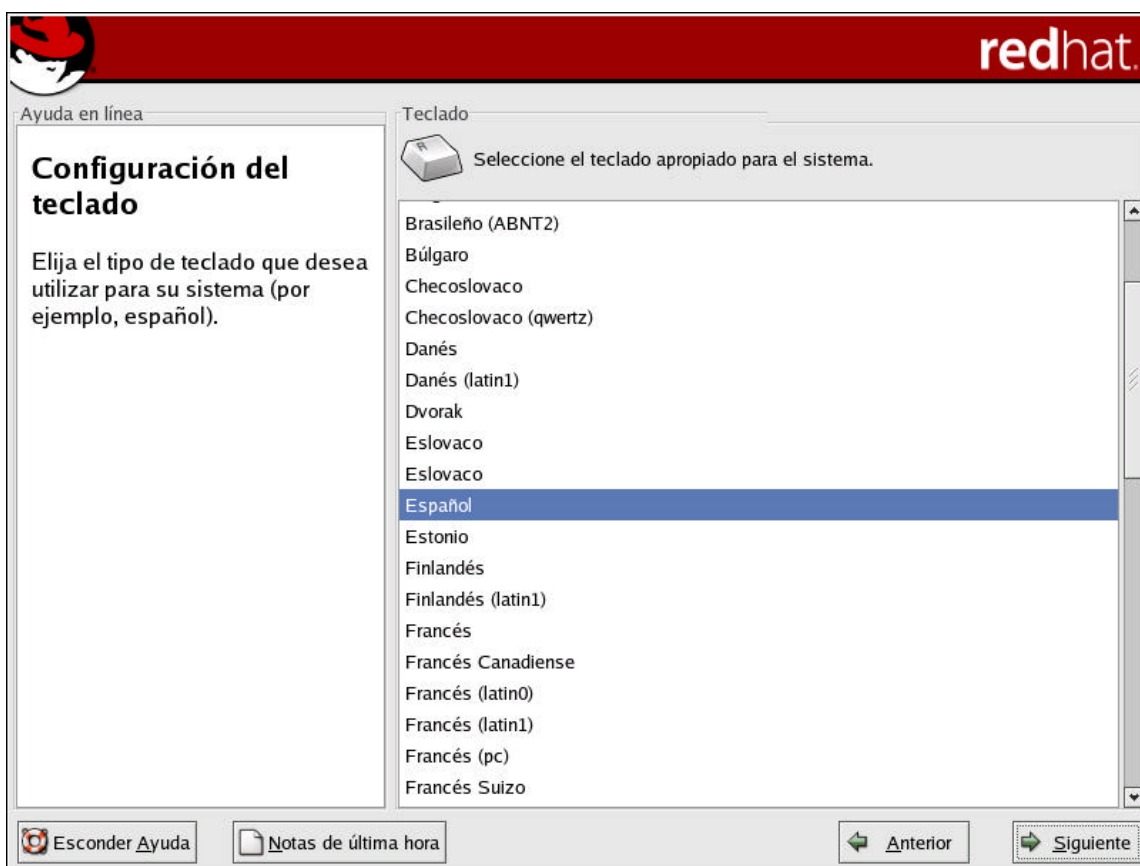 redhat.
Ayuda en línea
Configuración del
teclado
Elija el tipo de teclado que desea
utilizar para su sistema (por
ejemplo, español).
Teclado
Seleccione el teclado apropiado para el sistema.
Brasileño (ABNT2)
Búlgaro
Checoslovaco
Checoslovaco (qwertz)
Danés
Danés (latin1)
Dvorak
Eslovaco
Eslovaco
Español
Estonio
Finlandés
Finlandés (latin1)
Francés
Francés Canadiense
Francés (latin0)
Francés (latin1)
Francés (pc)
Francés Suizo
Esconder Ayuda
Notas de última hora
Anterior
Siguiente